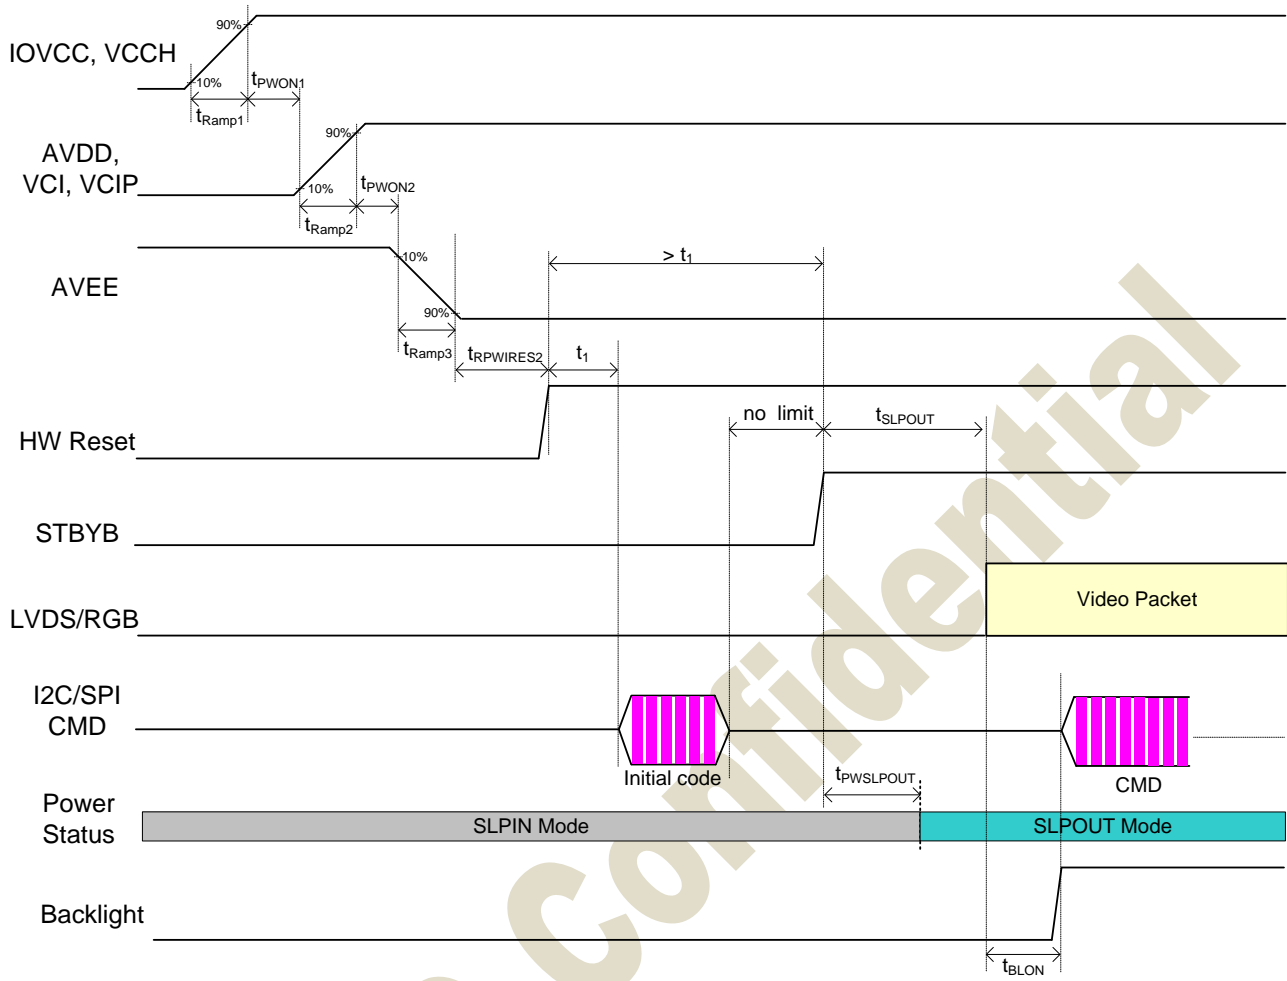 90%
IOVCC, VCCH
10%
tPWON1
tRamp1
90%
AVDD,
VCI, VCIP
10%
tPWON2
tRamp2
> t1
10%
AVEE
90%
tRamp3
tRPWIRES2
t1
no limit
tSLPOUT
HW Reset
STBYB
Video Packet
LVDS/RGB
I2C/SPI
CMD
Initial code
tPWSLPOUT
CMD
Power
Status
SLPIN Mode
SLPOUT Mode
Backlight
tBLON
Confidential